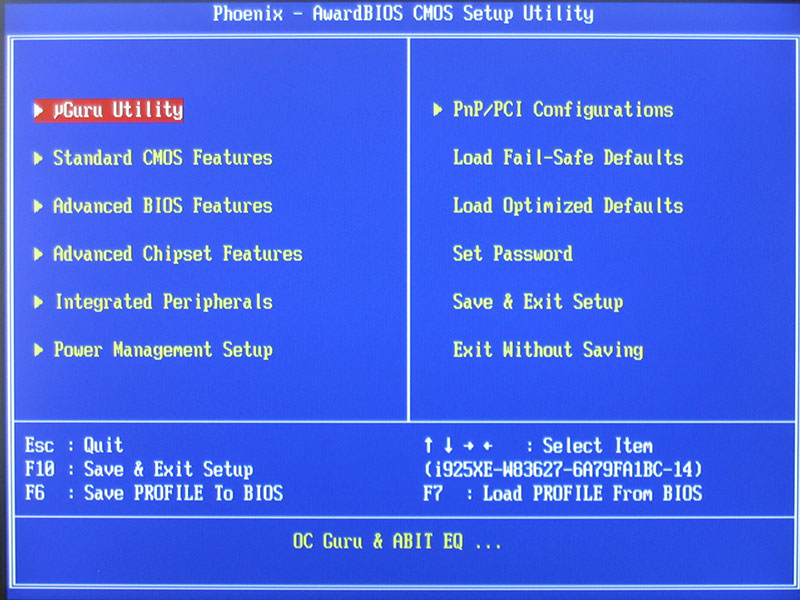 Phoenix - AwardBIOS CMOS Setup Utility
µGuru Utility
Standard CMOS Features
Advanced BIOS Features
Advanced Chipset Features
Integrated Peripherals
Power Management Setup
PnP/PCI Configurations
Load Fail-Safe Defaults
Load Optimized Defaults
Set Password
Save & Exit Setup
Exit Without Saving
Esc : Quit
F10 : Save & Exit Setup
F6 : Save PROFILE To BIOS
↑ ↓ → ← : Select Item
(i925XE-W83627-6A79FA1BC-14)
F7 : Load PROFILE From BIOS
OC Guru & ABIT EQ ...